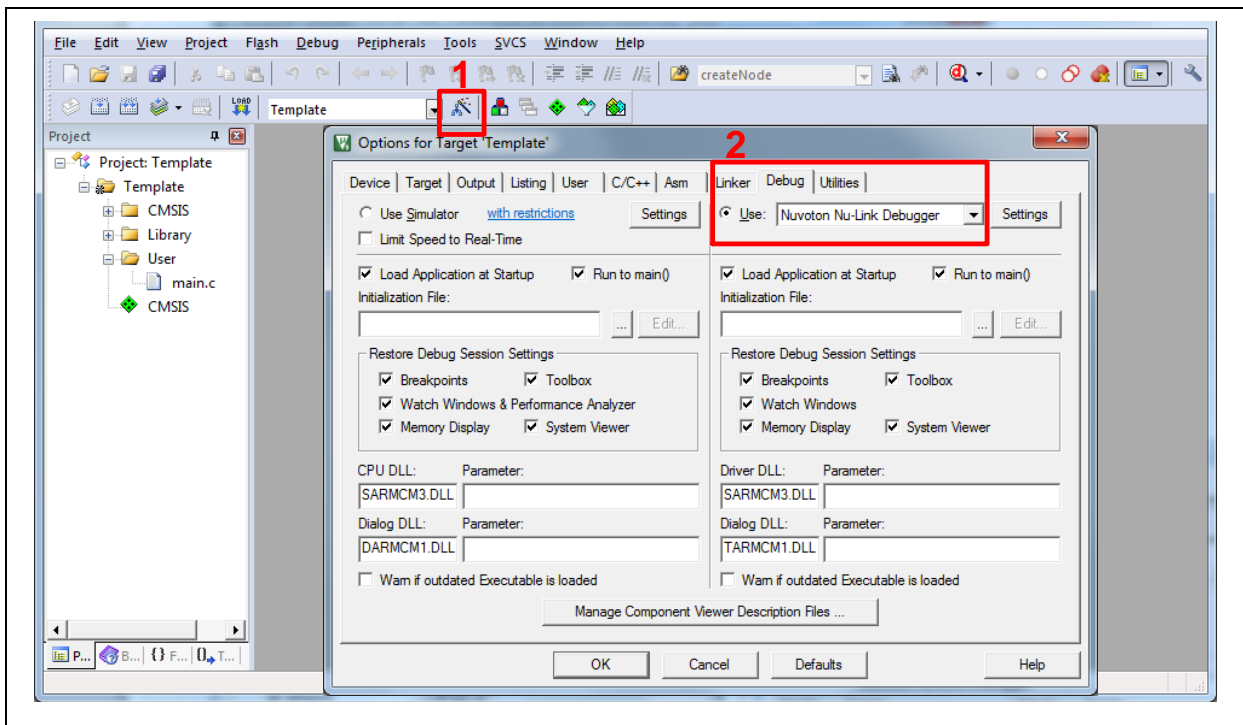 File Edit View Project Flash Debug Peripherals Tools SVCS Window Help
1
createNode
LOAD Template
Project
Project: Template
Template
CMSIS
Library
User
main.c
CMSIS
P... B... {} F... 0 T...
Options for Target 'Template'
2
Device Target Output Listing User C/C++ Asm Linker Debug Utilities
Use Simulator with restrictions Settings Use: Nuvoton Nu-Link Debugger Settings
Limit Speed to Real-Time
Load Application at Startup Run to main() Load Application at Startup Run to main()
Initialization File: Initialization File:
... Edit... ... Edit...
Restore Debug Session Settings Restore Debug Session Settings
Breakpoints Toolbox Breakpoints Toolbox
Watch Windows & Performance Analyzer Watch Windows
Memory Display System Viewer Memory Display System Viewer
CPU DLL: Parameter: Driver DLL: Parameter:
SARMCM3.DLL SARMCM3.DLL
Dialog DLL: Parameter: Dialog DLL: Parameter:
DARMCM1.DLL TARMCM1.DLL
Warn if outdated Executable is loaded Warn if outdated Executable is loaded
Manage Component Viewer Description Files ...
OK Cancel Defaults Help